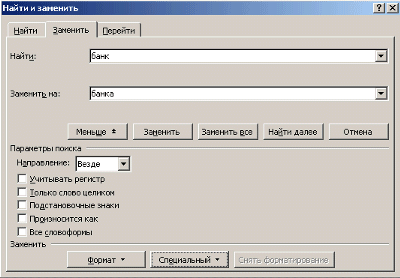 Найти и заменить
Найти Заменить Перейти
Найти: банк
Заменить на: банка
Меньше Заменить Заменить все Найти далее Отмена
Параметры поиска
Направление: Везде
Учитывать регистр
Только слово целиком
Подстановочные знаки
Произносится как
Все словоформы
Заменить
Формат Специальный Снять форматирование